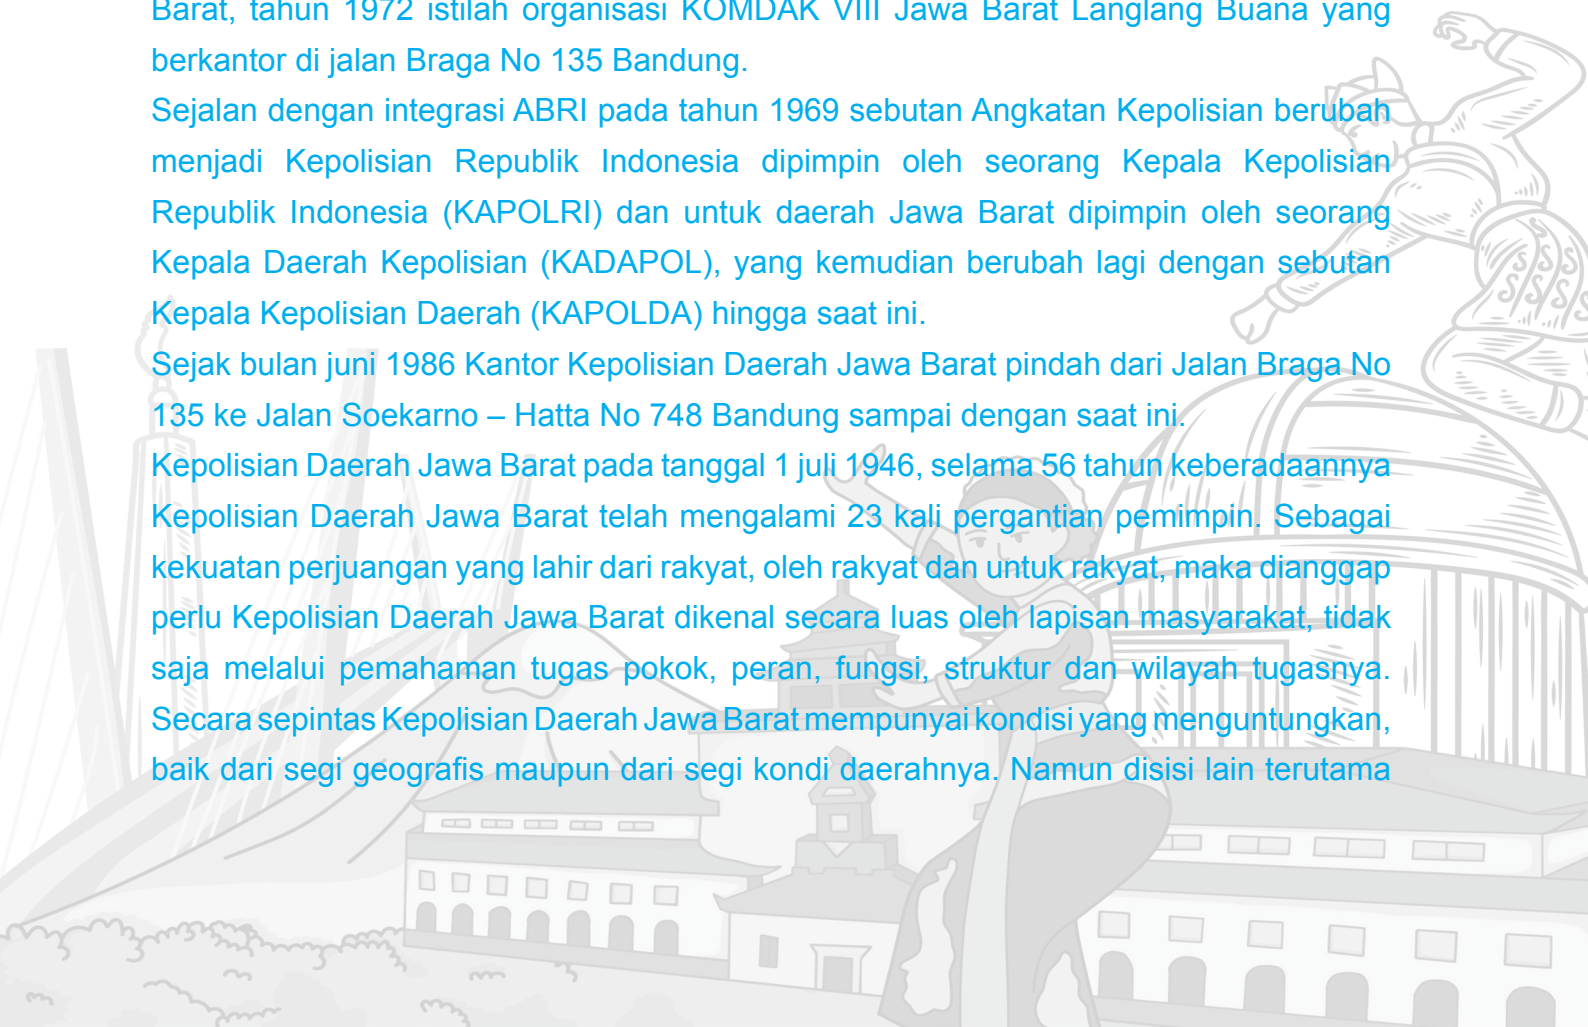 Barat, tahun 1972 istilah organisasi KOMDAK VIII Jawa Barat Langlang Buana yang
berkantor di jalan Braga No 135 Bandung.
Sejalan dengan integrasi ABRI pada tahun 1969 sebutan Angkatan Kepolisian berubah
menjadi Kepolisian Republik Indonesia dipimpin oleh seorang Kepala Kepolisian
Republik Indonesia (KAPOLRI) dan untuk daerah Jawa Barat dipimpin oleh seorang
Kepala Daerah Kepolisian (KADAPOL), yang kemudian berubah lagi dengan sebutan
Kepala Kepolisian Daerah (KAPOLDA) hingga saat ini.
Sejak bulan juni 1986 Kantor Kepolisian Daerah Jawa Barat pindah dari Jalan Braga No
135 ke Jalan Soekarno – Hatta No 748 Bandung sampai dengan saat ini.
Kepolisian Daerah Jawa Barat pada tanggal 1 juli 1946, selama 56 tahun keberadaannya
Kepolisian Daerah Jawa Barat telah mengalami 23 kali pergantian pemimpin. Sebagai
kekuatan perjuangan yang lahir dari rakyat, oleh rakyat dan untuk rakyat, maka dianggap
perlu Kepolisian Daerah Jawa Barat dikenal secara luas oleh lapisan masyarakat, tidak
saja melalui pemahaman tugas pokok, peran, fungsi, struktur dan wilayah tugasnya.
Secara sepintas Kepolisian Daerah Jawa Barat mempunyai kondisi yang menguntungkan,
baik dari segi geografis maupun dari segi kondi daerahnya. Namun disisi lain terutama